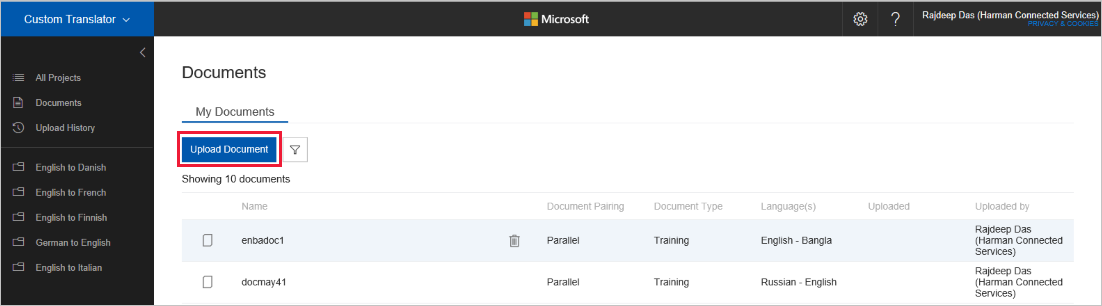 Custom Translator
Microsoft
?
Rajdeep Das (Harman Connected Services)
PRIVACY & COOKIES
All Projects
Documents
Upload History
English to Danish
English to French
English to Finnish
German to English
English to Italian
Documents
My Documents
Upload Document
Showing 10 documents
Name Document Pairing Document Type Language(s) Uploaded Uploaded by
enbadoc1 Parallel Training English - Bangla Rajdeep Das
(Harman Connected
Services)
docmay41 Parallel Training Russian - English Rajdeep Das
(Harman Connected
Services)